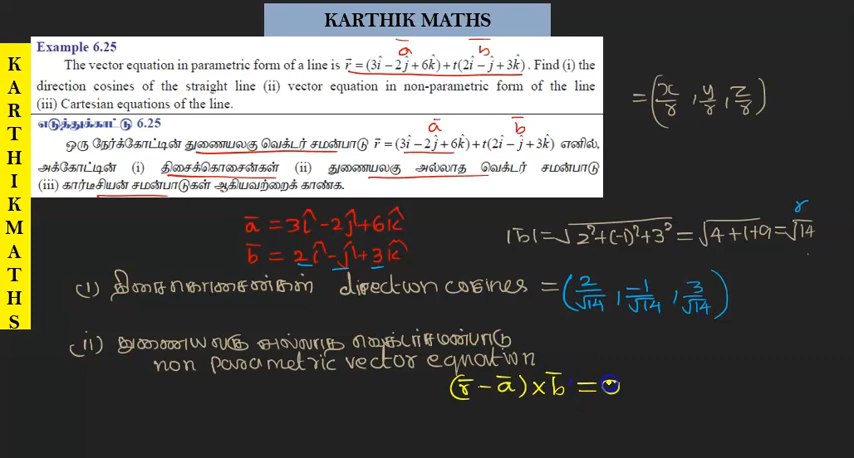 KARTHIK MATHS
KARTHIKMATHS
Example 6.25
The vector equation in parametric form of a line is r⃗ = (3î − 2ĵ + 6k̂) + t(2î − ĵ + 3k̂). Find (i) the
direction cosines of the straight line (ii) vector equation in non-parametric form of the line
(iii) Cartesian equations of the line.
எடுத்துக்காட்டு 6.25
ஒரு நேர்க்கோட்டின் துணையலகு வெக்டர் சமன்பாடு r⃗ = (3î − 2ĵ + 6k̂) + t(2î − ĵ + 3k̂) எனில்,
அக்கோட்டின் (i) திசைக்கொசைன்கள் (ii) துணையலகு அல்லாத வெக்டர் சமன்பாடு
(iii) கார்டீசியன் சமன்பாடுகள் ஆகியவற்றைக் காண்க.
a̅ b̅
a̅ b̅
= (x/r, y/r, z/r)
a̅ = 3î − 2ĵ + 6k̂
b̅ = 2î − ĵ + 3k̂
|b̅| = √2²+(-1)²+3² = √4+1+9 = √14
r
(i) திசைகொசைன்கள் direction cosines = (2/√14, -1/√14, 3/√14)
(ii) துணையலகு அல்லாத வெக்டர்சமன்பாடு
non parametric vector equation
(r̅ − a̅) × b̅ =